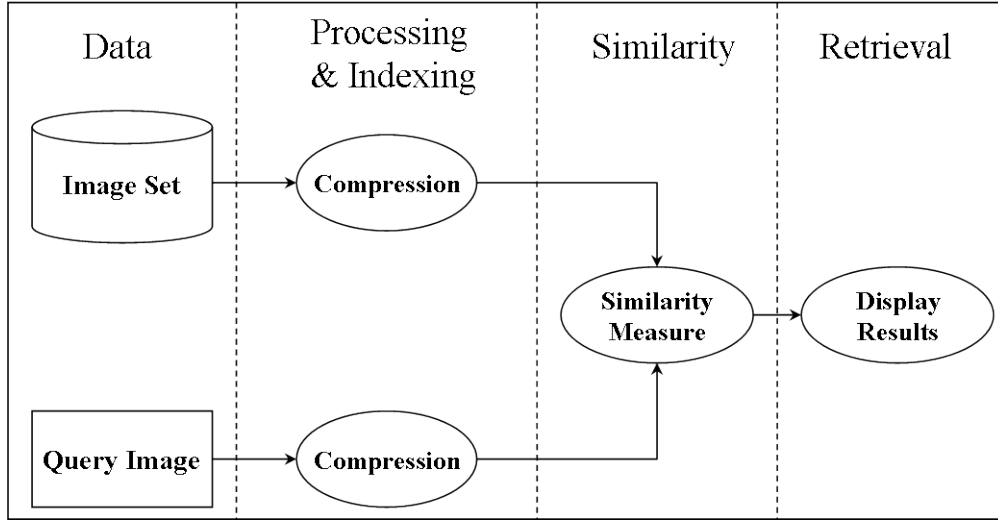 Data
Processing
& Indexing
Similarity
Retrieval
Image Set
Compression
Similarity
Measure
Display
Results
Query Image
Compression